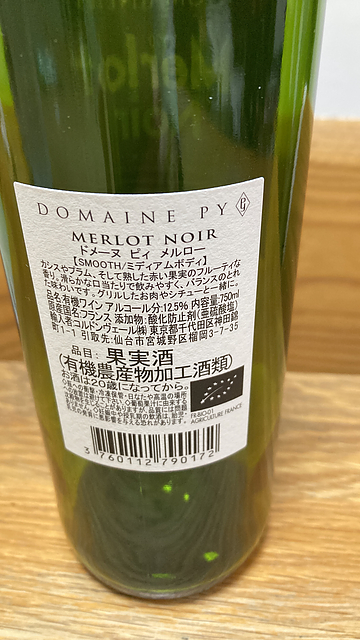 DOMAINE PY
MERLOT NOIR
ドメーヌ ピィ メルロー
【SMOOTH/ミディアムボディ】
カシスやプラム、そして熟した赤い果実のフルーティな
香り。滑らかな口当たりで飲みやすく、バランスのとれ
た味わいです。グリルしたお肉やシチューと一緒に。
品名:有機ワイン アルコール分:12.5% 内容量:750ml
原産国名:フランス 添加物:酸化防止剤(亜硫酸塩)
輸入者:コルドンヴェール㈱ 東京都千代田区神田錦
町1-1 引取先:仙台市宮城野区榴岡3-7-35
品目: 果実酒
(有機農産物加工酒類)
お酒は20歳になってから。
FR-BIO-01
AGRICULTURE FRANCE
3 760112 790172